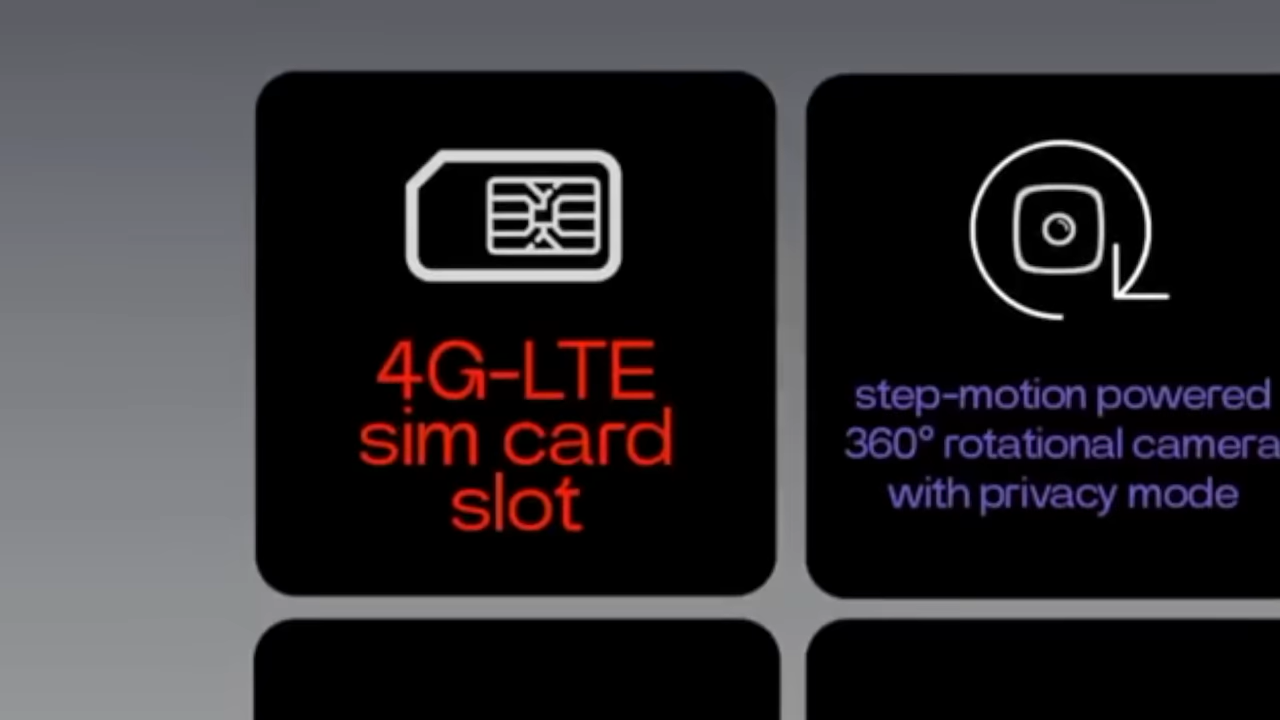 4G-LTE
sim card
slot
step-motion powered
360° rotational camera
with privacy mode